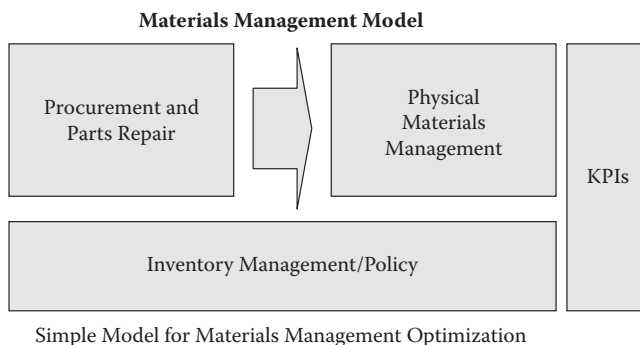 Materials Management Model
Procurement and
Parts Repair
Physical
Materials
Management
KPIs
Inventory Management/Policy
Simple Model for Materials Management Optimization